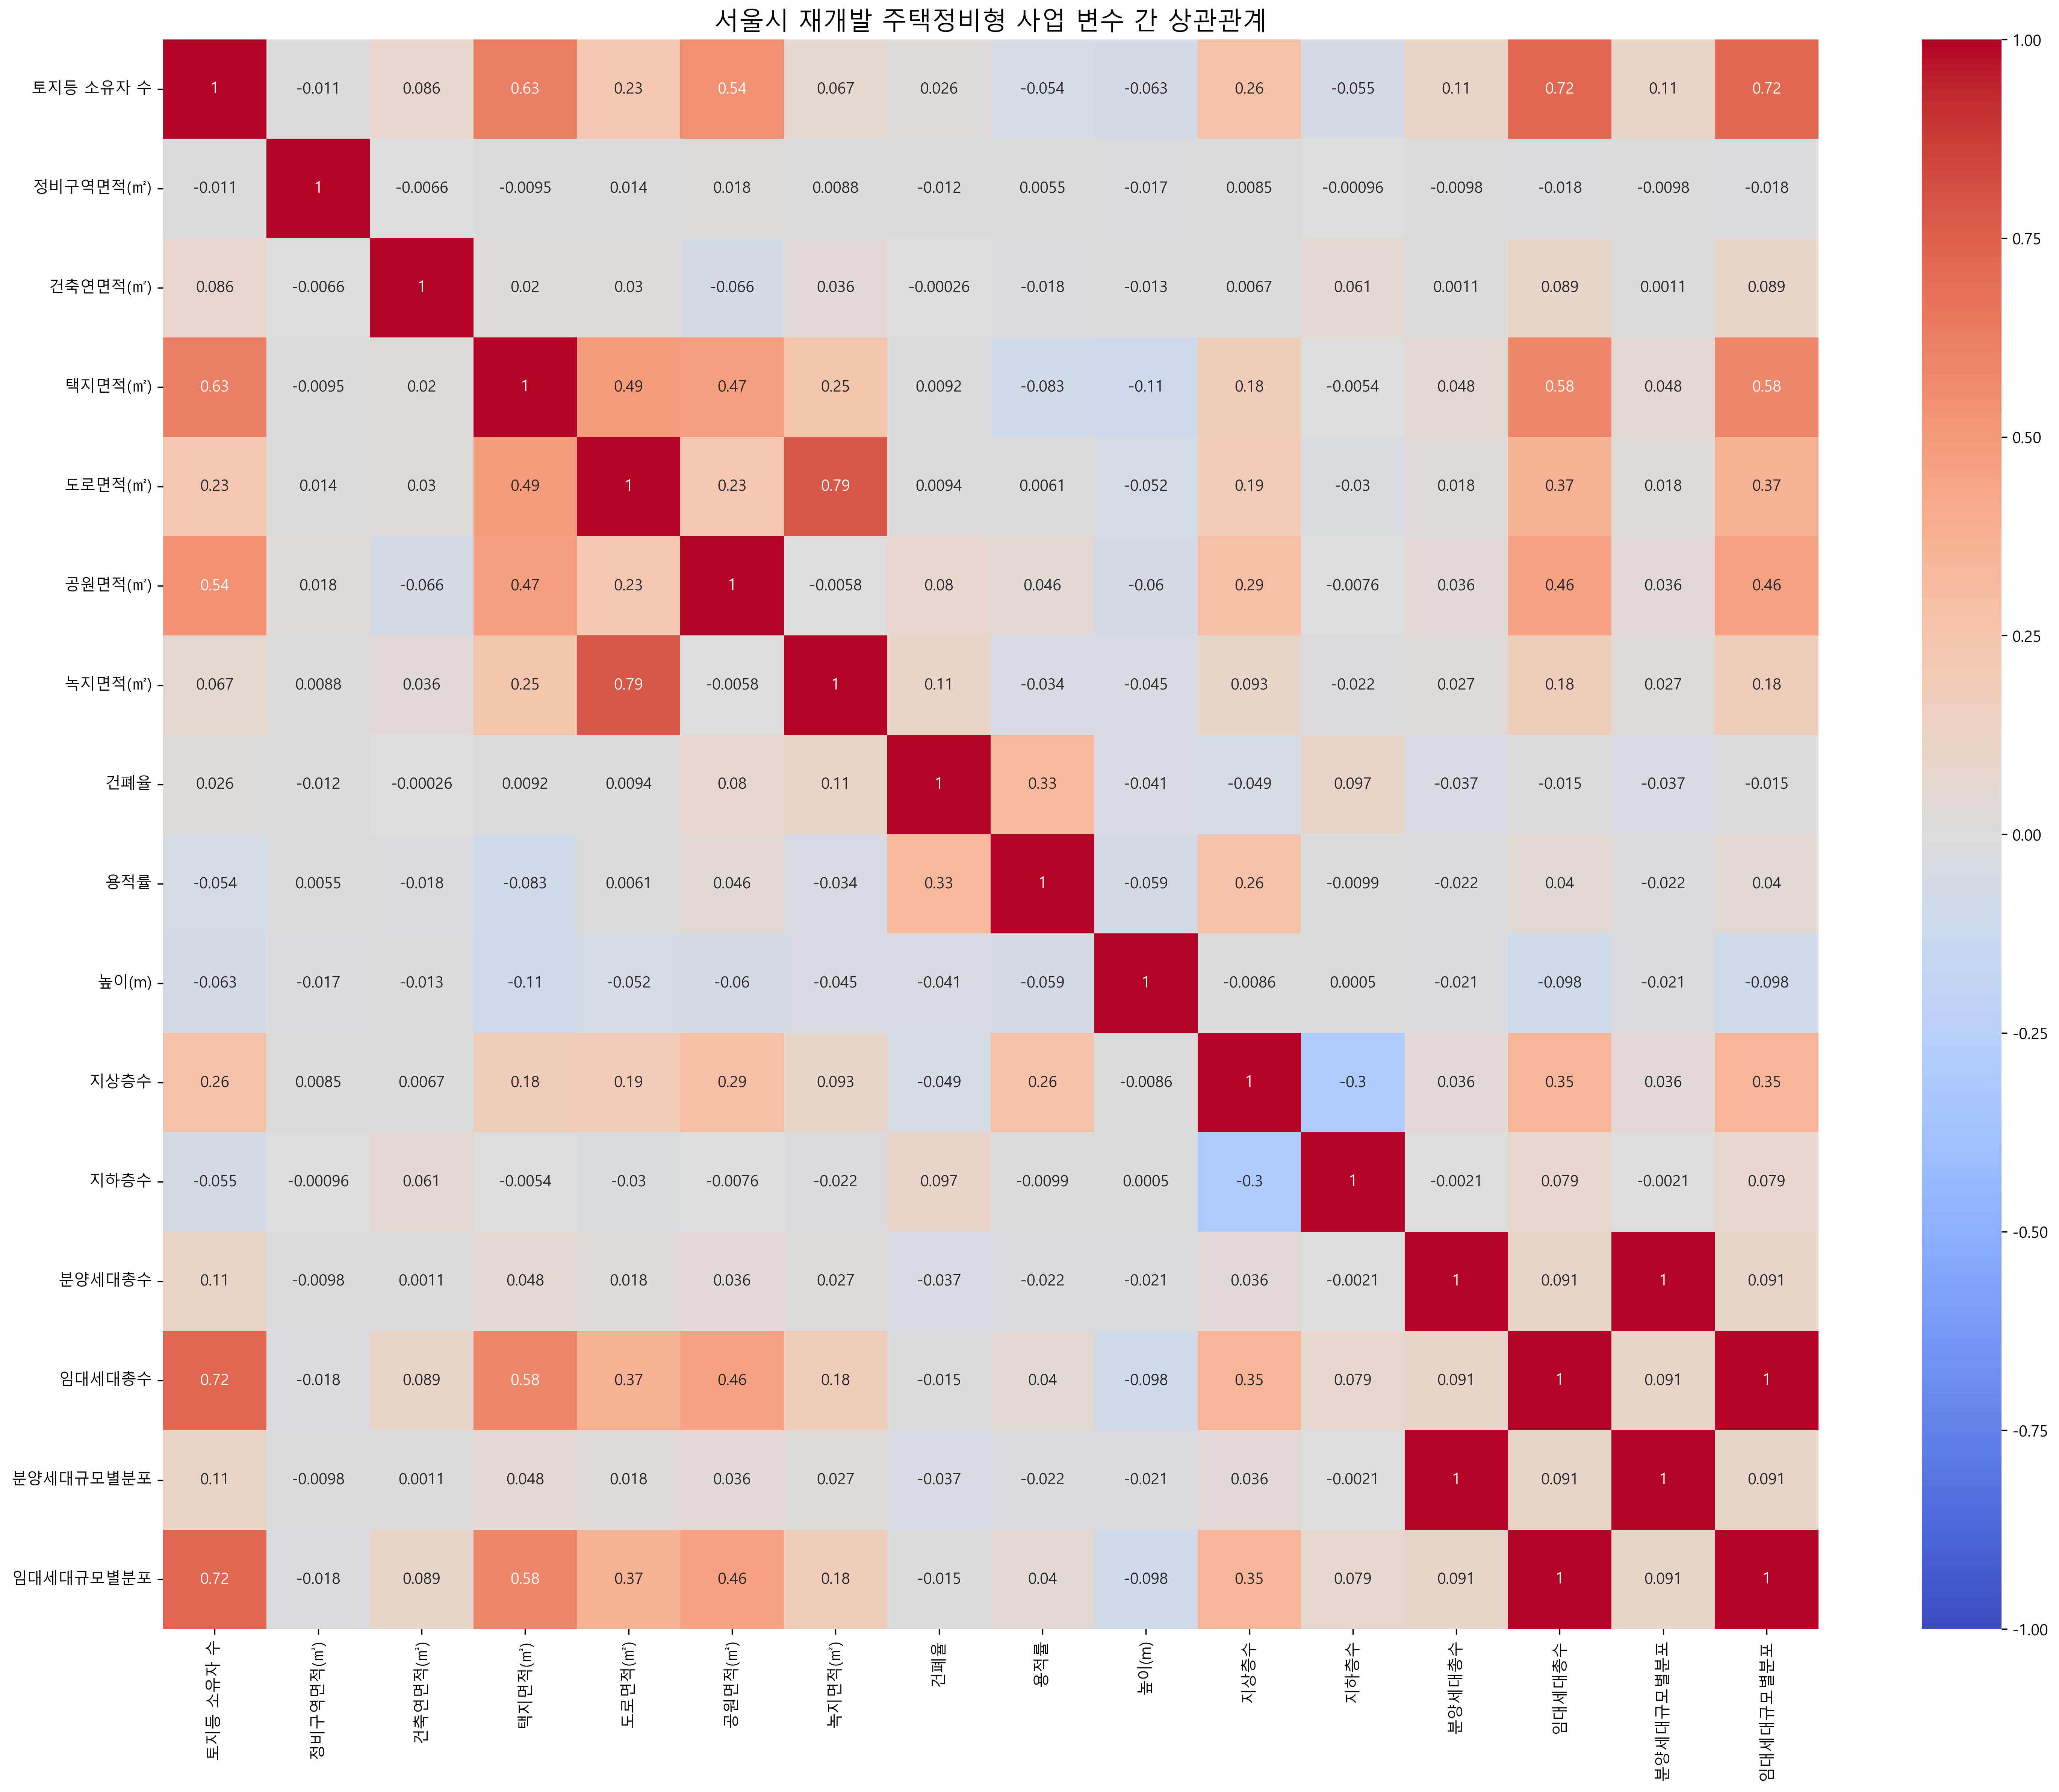 서울시 재개발 주택정비형 사업 변수 간 상관관계
토지등 소유자 수 1 -0.011 0.086 0.63 0.23 0.54 0.067 0.026 -0.054 -0.063 0.26 -0.055 0.11 0.72 0.11 0.72
정비구역면적(㎡) -0.011 1 -0.0066 -0.0095 0.014 0.018 0.0088 -0.012 0.0055 -0.017 0.0085 -0.00096 -0.0098 -0.018 -0.0098 -0.018
건축연면적(㎡) 0.086 -0.0066 1 0.02 0.03 -0.066 0.036 -0.00026 -0.018 -0.013 0.0067 0.061 0.0011 0.089 0.0011 0.089
택지면적(㎡) 0.63 -0.0095 0.02 1 0.49 0.47 0.25 0.0092 -0.083 -0.11 0.18 -0.0054 0.048 0.58 0.048 0.58
도로면적(㎡) 0.23 0.014 0.03 0.49 1 0.23 0.79 0.0094 0.0061 -0.052 0.19 -0.03 0.018 0.37 0.018 0.37
공원면적(㎡) 0.54 0.018 -0.066 0.47 0.23 1 -0.0058 0.08 0.046 -0.06 0.29 -0.0076 0.036 0.46 0.036 0.46
녹지면적(㎡) 0.067 0.0088 0.036 0.25 0.79 -0.0058 1 0.11 -0.034 -0.045 0.093 -0.022 0.027 0.18 0.027 0.18
건폐율 0.026 -0.012 -0.00026 0.0092 0.0094 0.08 0.11 1 0.33 -0.041 -0.049 0.097 -0.037 -0.015 -0.037 -0.015
용적률 -0.054 0.0055 -0.018 -0.083 0.0061 0.046 -0.034 0.33 1 -0.059 0.26 -0.0099 -0.022 0.04 -0.022 0.04
높이(m) -0.063 -0.017 -0.013 -0.11 -0.052 -0.06 -0.045 -0.041 -0.059 1 -0.0086 0.0005 -0.021 -0.098 -0.021 -0.098
지상층수 0.26 0.0085 0.0067 0.18 0.19 0.29 0.093 -0.049 0.26 -0.0086 1 -0.3 0.036 0.35 0.036 0.35
지하층수 -0.055 -0.00096 0.061 -0.0054 -0.03 -0.0076 -0.022 0.097 -0.0099 0.0005 -0.3 1 -0.0021 0.079 -0.0021 0.079
분양세대총수 0.11 -0.0098 0.0011 0.048 0.018 0.036 0.027 -0.037 -0.022 -0.021 0.036 -0.0021 1 0.091 1 0.091
임대세대총수 0.72 -0.018 0.089 0.58 0.37 0.46 0.18 -0.015 0.04 -0.098 0.35 0.079 0.091 1 0.091 1
분양세대규모별분포 0.11 -0.0098 0.0011 0.048 0.018 0.036 0.027 -0.037 -0.022 -0.021 0.036 -0.0021 1 0.091 1 0.091
임대세대규모별분포 0.72 -0.018 0.089 0.58 0.37 0.46 0.18 -0.015 0.04 -0.098 0.35 0.079 0.091 1 0.091 1
토지등 소유자 수
정비구역면적(㎡)
건축연면적(㎡)
택지면적(㎡)
도로면적(㎡)
공원면적(㎡)
녹지면적(㎡)
건폐율
용적률
높이(m)
지상층수
지하층수
분양세대총수
임대세대총수
분양세대규모별분포
임대세대규모별분포
1.00
0.75
0.50
0.25
0.00
-0.25
-0.50
-0.75
-1.00